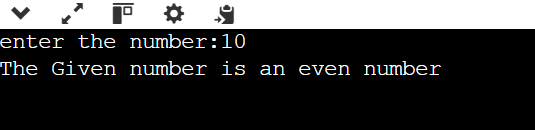 enter the number:10
The Given number is an even number